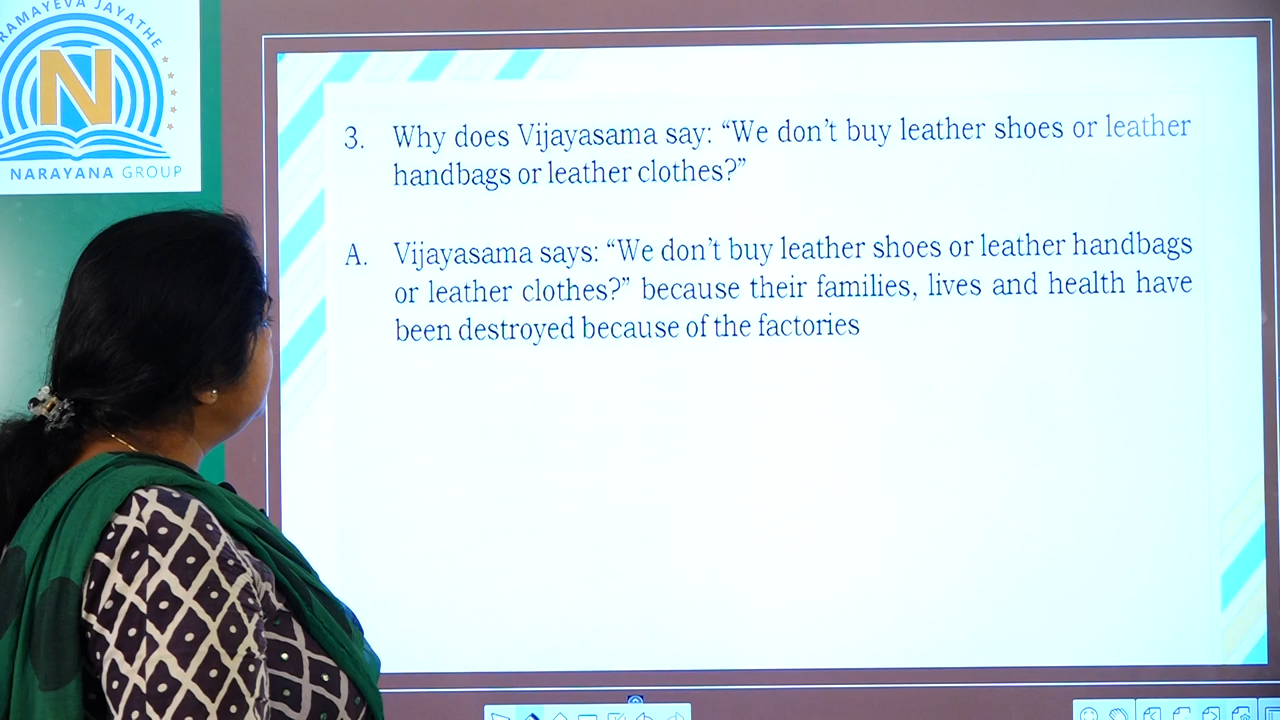 RAMAYEVA JAYATHE
N
NARAYANA GROUP
3. Why does Vijayasama say: “We don’t buy leather shoes or leather
handbags or leather clothes?”
A. Vijayasama says: “We don’t buy leather shoes or leather handbags
or leather clothes?” because their families, lives and health have
been destroyed because of the factories